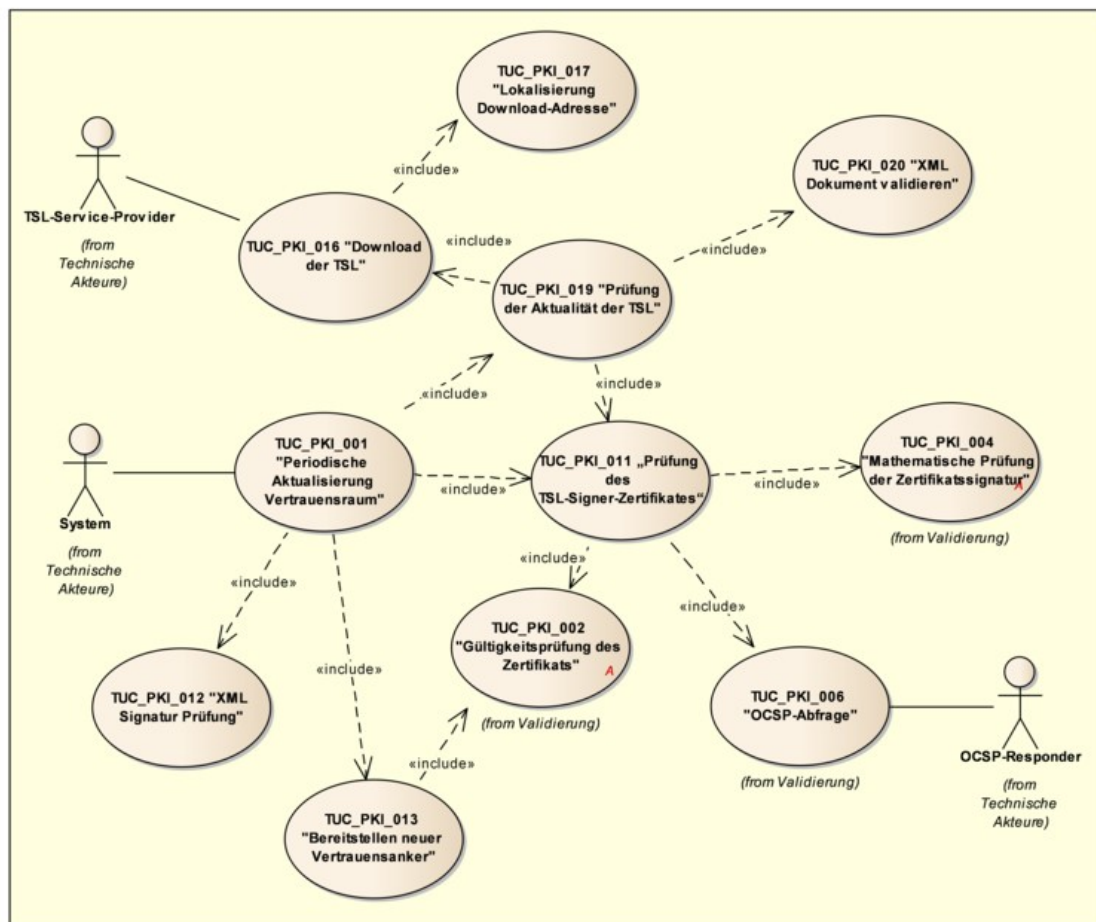 TUC_PKI_017
"Lokalisierung
Download-Adresse"
«include»
TUC_PKI_020 "XML
Dokument validieren"
TSL-Service-Provider
(from
Technische
Akteure)
TUC_PKI_016 "Download
der TSL"
«include»
«include»
TUC_PKI_019 "Prüfung
der Aktualität der TSL"
«include»
«include»
TUC_PKI_001
"Periodische
Aktualisierung
Vertrauensraum"
System
(from
Technische
Akteure)
«include»
TUC_PKI_011 „Prüfung
des
TSL-Signer-Zertifikates“
«include»
TUC_PKI_004
"Mathematische Prüfung
der Zertifikatssignatur"
A
(from Validierung)
«include»
«include»
«include»
TUC_PKI_002
"Gültigkeitsprüfung des
Zertifikats"
A
(from Validierung)
«include»
TUC_PKI_012 "XML
Signatur Prüfung"
«include»
TUC_PKI_006
"OCSP-Abfrage"
(from Validierung)
OCSP-Responder
(from
Technische
Akteure)
TUC_PKI_013
"Bereitstellen neuer
Vertrauensanker"